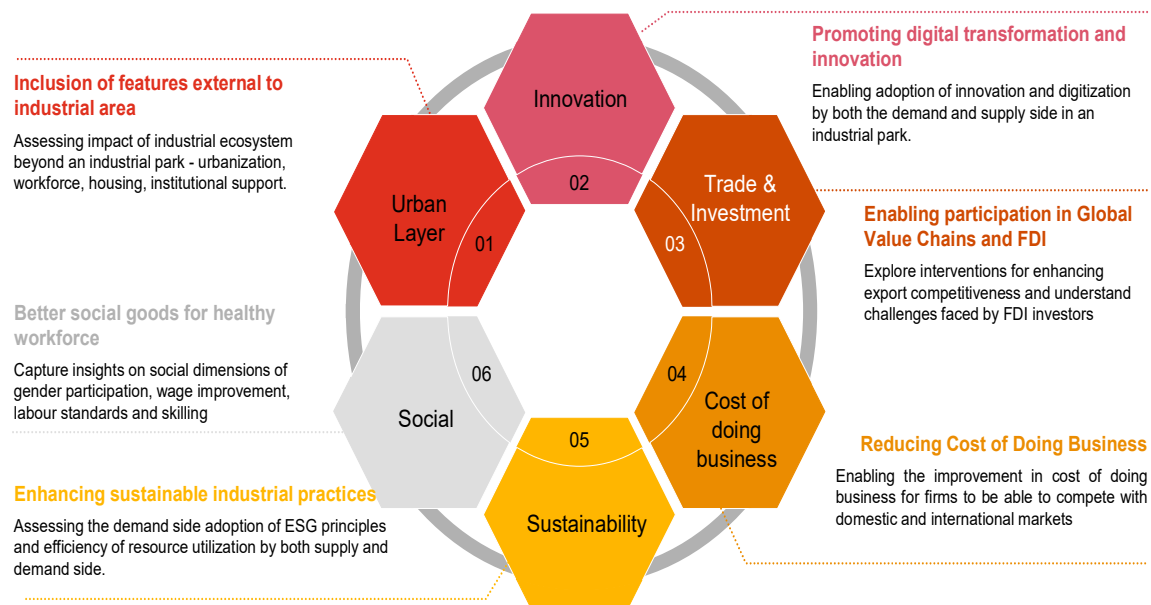 Inclusion of features external to
industrial area
Assessing impact of industrial ecosystem
beyond an industrial park - urbanization,
workforce, housing, institutional support.
Better social goods for healthy
workforce
Capture insights on social dimensions of
gender participation, wage improvement,
labour standards and skilling
Enhancing sustainable industrial practices
Assessing the demand side adoption of ESG principles
and efficiency of resource utilization by both supply and
demand side.
Innovation
02
Urban
Layer
01
Trade &
Investment
03
06
Social
04
Cost of
doing
business
05
Sustainability
Promoting digital transformation and
innovation
Enabling adoption of innovation and digitization
by both the demand and supply side in an
industrial park.
Enabling participation in Global
Value Chains and FDI
Explore interventions for enhancing
export competitiveness and understand
challenges faced by FDI investors
Reducing Cost of Doing Business
Enabling the improvement in cost of doing
business for firms to be able to compete with
domestic and international markets